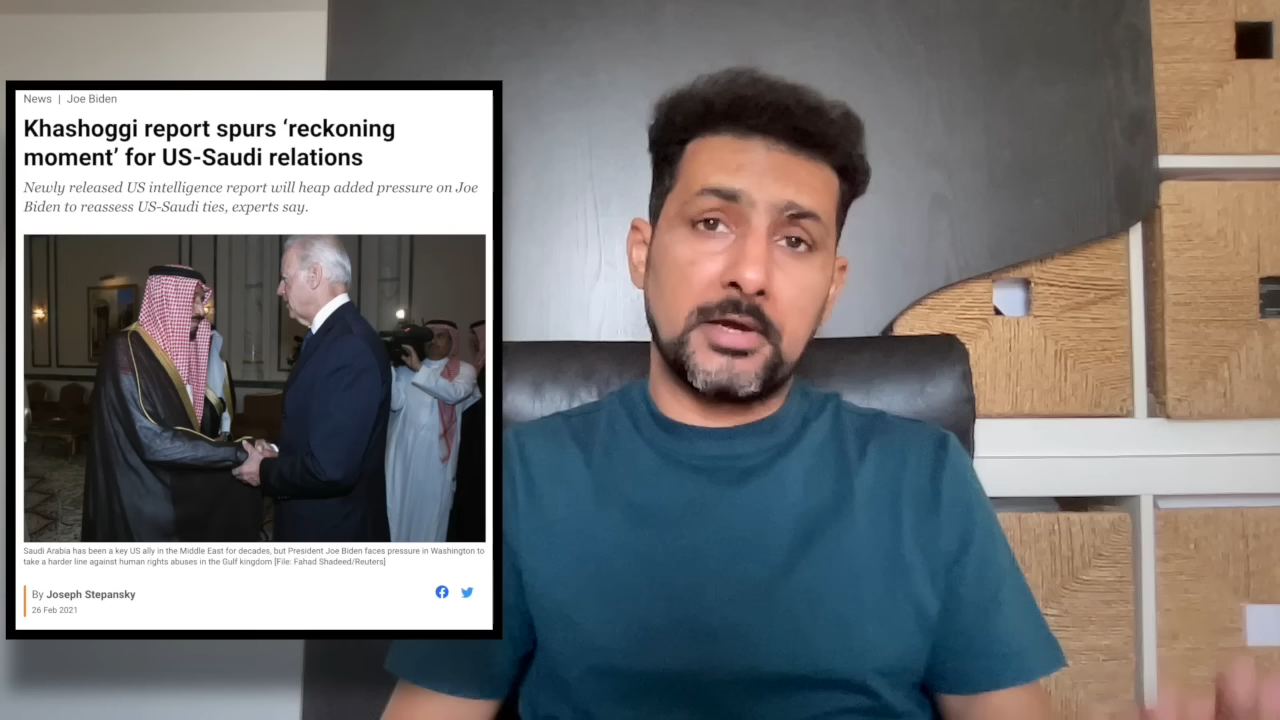 News | Joe Biden
Khashoggi report spurs ‘reckoning
moment’ for US-Saudi relations
Newly released US intelligence report will heap added pressure on Joe
Biden to reassess US-Saudi ties, experts say.
Saudi Arabia has been a key US ally in the Middle East for decades, but President Joe Biden faces pressure in Washington to
take a harder line against human rights abuses in the Gulf kingdom [File: Fahad Shadeed/Reuters]
By Joseph Stepansky
26 Feb 2021